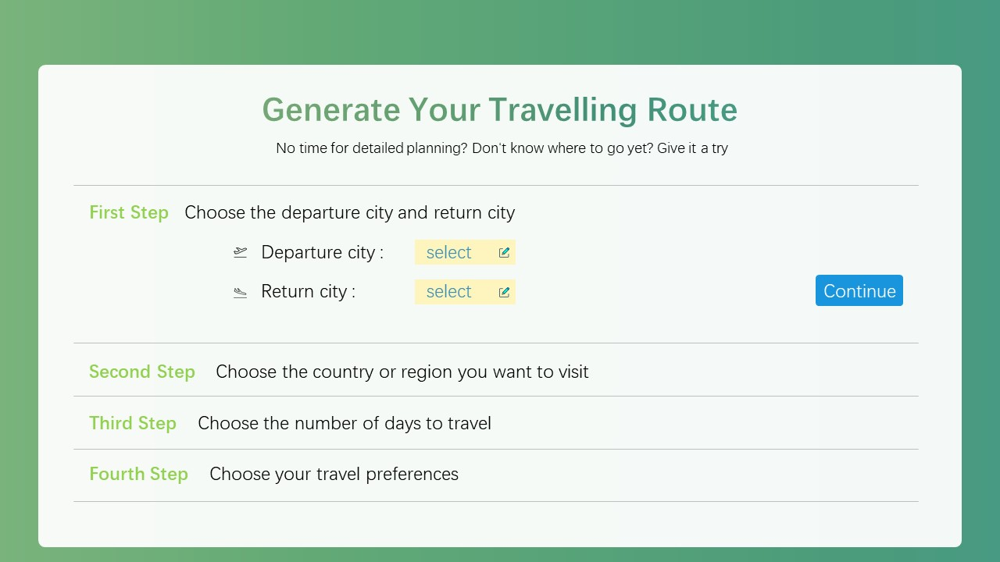 Generate Your Travelling Route
No time for detailed planning? Don't know where to go yet? Give it a try
First Step Choose the departure city and return city
Departure city : select
Return city : select
Continue
Second Step Choose the country or region you want to visit
Third Step Choose the number of days to travel
Fourth Step Choose your travel preferences